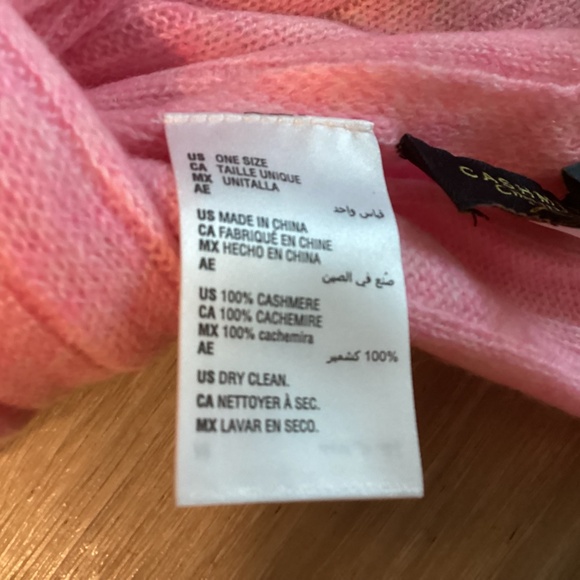 US ONE SIZE
CA TAILLE UNIQUE
MX UNITALLA
AE
قياس واحد
US MADE IN CHINA
CA FABRIQUÉ EN CHINE
MX HECHO EN CHINA
AE
صّنع في الصين
US 100% CASHMERE
CA 100% CACHEMIRE
MX 100% cachemira
AE
100% كشمير
US DRY CLEAN.
CA NETTOYER À SEC.
MX LAVAR EN SECO.